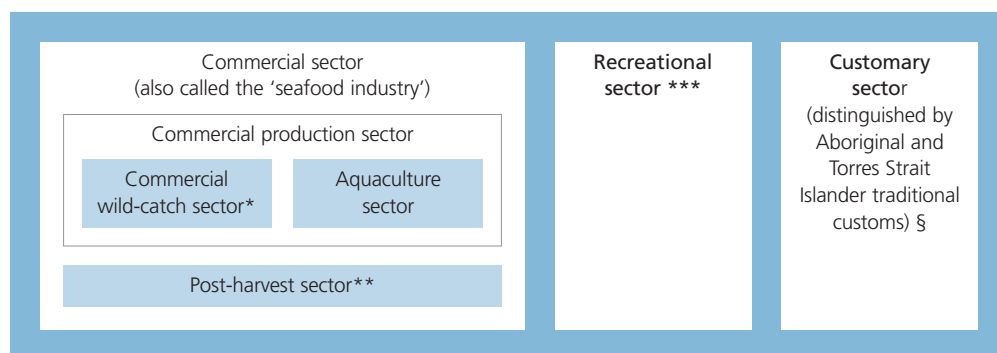 Commercial sector
(also called the ‘seafood industry’)
Commercial production sector
Commercial
wild-catch sector*
Aquaculture
sector
Post-harvest sector**
Recreational
sector ***
Customary
sector
(distinguished by
Aboriginal and
Torres Strait
Islander traditional
customs) §